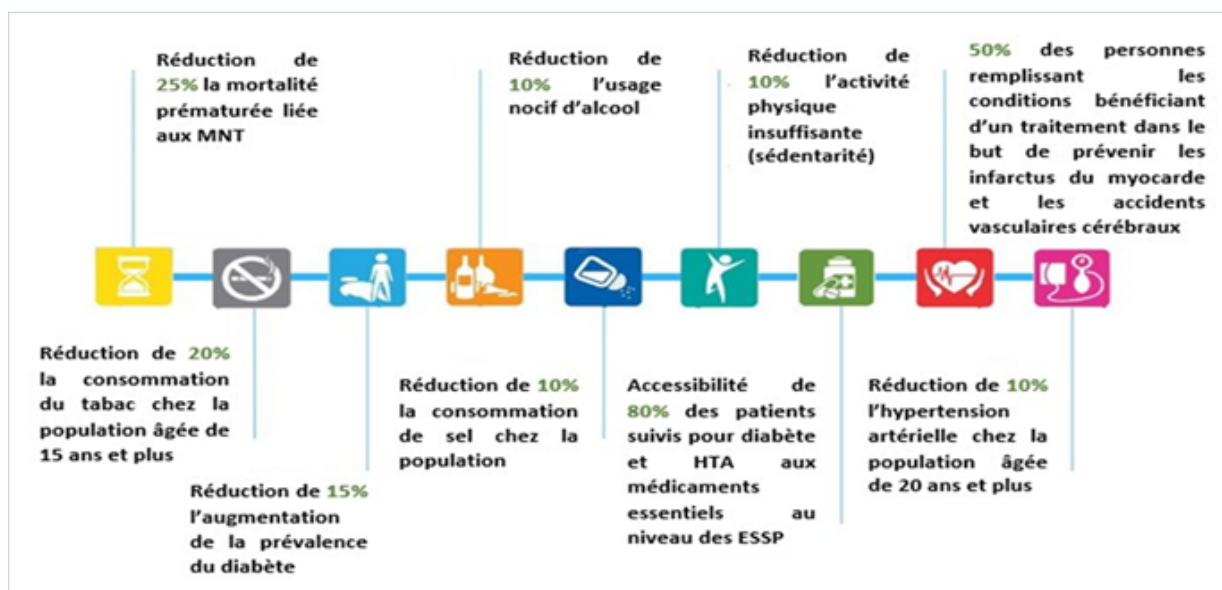 Réduction de
25% la mortalité
prématurée liée
aux MNT
Réduction de
10% l'usage
nocif d'alcool
Réduction de
10% l'activité
physique
insuffisante
(sédentarité)
50% des personnes
remplissant les
conditions bénéficiant
d'un traitement dans le
but de prévenir les
infarctus du myocarde
et les accidents
vasculaires cérébraux
Réduction de 20%
la consommation
du tabac chez la
population âgée de
15 ans et plus
Réduction de 15%
l'augmentation
de la prévalence
du diabète
Réduction de 10%
la consommation
de sel chez la
population
Accessibilité de
80% des patients
suivis pour diabète
et HTA aux
médicaments
essentiels au
niveau des ESSP
Réduction de 10%
l'hypertension
artérielle chez la
population âgée
de 20 ans et plus